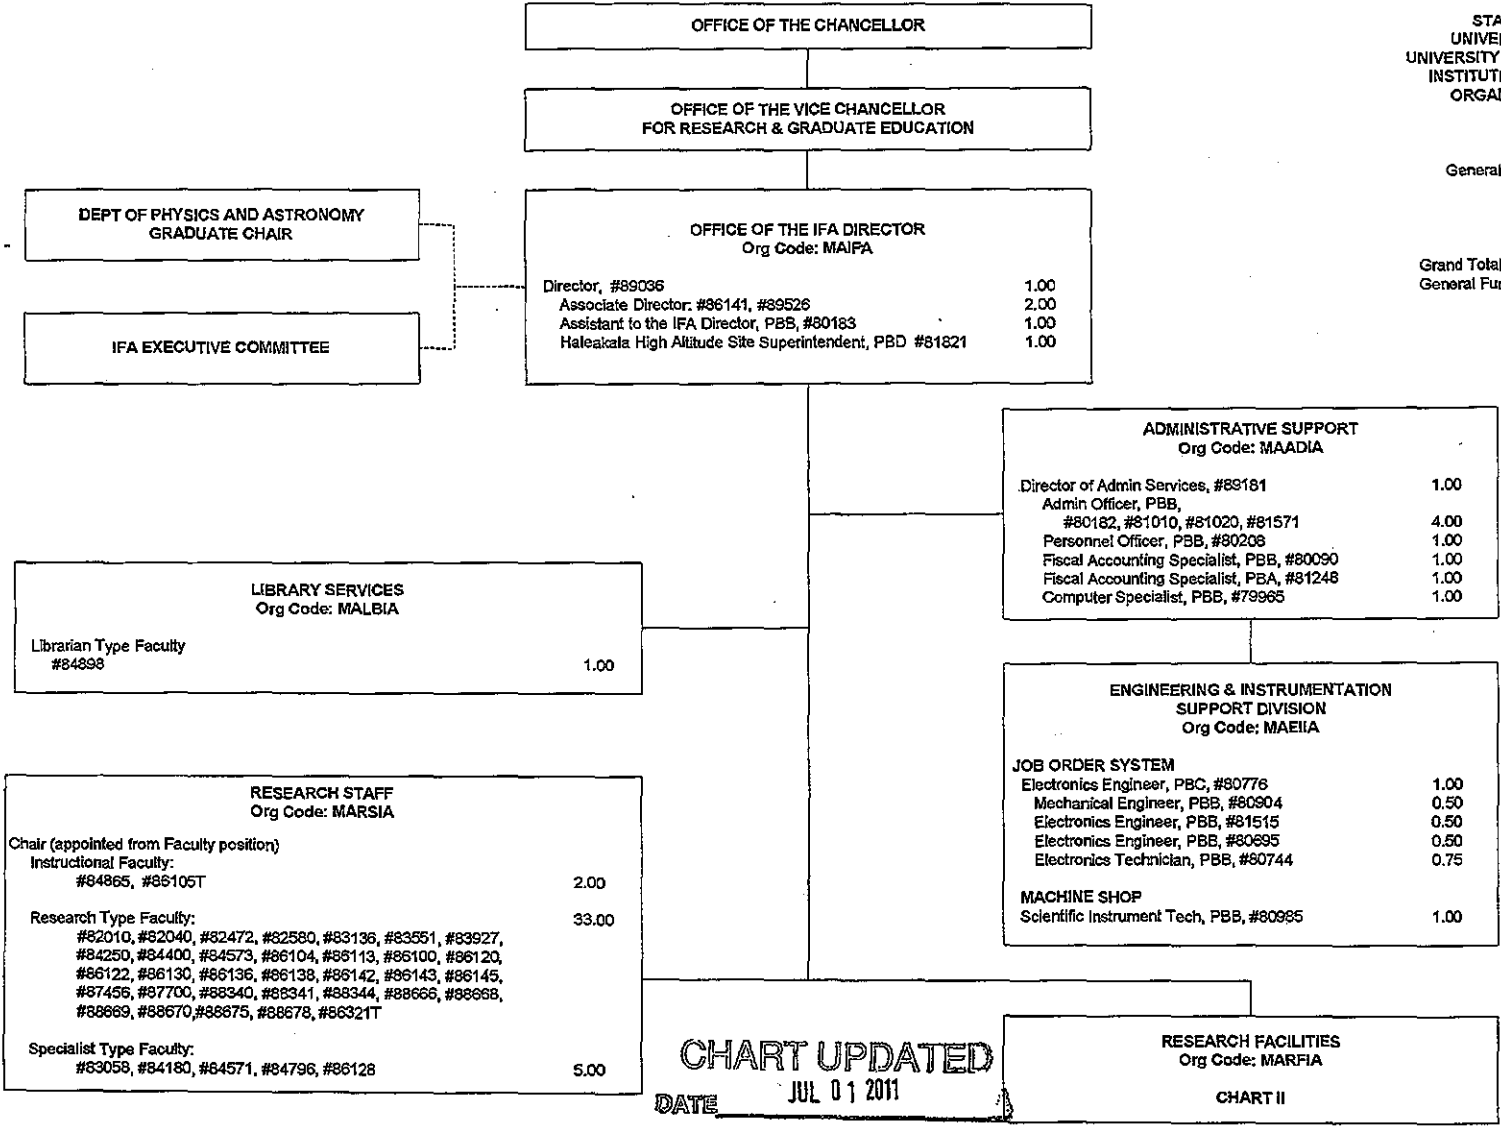 OFFICE OF THE CHANCELLOR
OFFICE OF THE VICE CHANCELLOR
FOR RESEARCH & GRADUATE EDUCATION
STA
UNIVE
UNIVERSITY
INSTITUT
ORGA
General
Grand Total
General Fu
DEPT OF PHYSICS AND ASTRONOMY
GRADUATE CHAIR
IFA EXECUTIVE COMMITTEE
OFFICE OF THE IFA DIRECTOR
Org Code: MAIFA
Director, #89036 1.00
Associate Director: #86141, #89526 2.00
Assistant to the IFA Director, PBB, #80183 1.00
Haleakala High Altitude Site Superintendent, PBD #81821 1.00
ADMINISTRATIVE SUPPORT
Org Code: MAADIA
Director of Admin Services, #89181 1.00
Admin Officer, PBB,
#80182, #81010, #81020, #81571 4.00
Personnel Officer, PBB, #80208 1.00
Fiscal Accounting Specialist, PBB, #80090 1.00
Fiscal Accounting Specialist, PBA, #81248 1.00
Computer Specialist, PBB, #79965 1.00
LIBRARY SERVICES
Org Code: MALBIA
Librarian Type Faculty
#84898 1.00
ENGINEERING & INSTRUMENTATION
SUPPORT DIVISION
Org Code: MAEIIA
JOB ORDER SYSTEM
Electronics Engineer, PBC, #80776 1.00
Mechanical Engineer, PBB, #80904 0.50
Electronics Engineer, PBB, #81515 0.50
Electronics Engineer, PBB, #80695 0.50
Electronics Technician, PBB, #80744 0.75
MACHINE SHOP
Scientific Instrument Tech, PBB, #80985 1.00
RESEARCH STAFF
Org Code: MARSIA
Chair (appointed from Faculty position)
Instructional Faculty:
#84865, #86105T 2.00
Research Type Faculty: 33.00
#82010, #82040, #82472, #82580, #83136, #83551, #83927,
#84250, #84400, #84573, #86104, #86113, #86100, #86120,
#86122, #86130, #86136, #86138, #86142, #86143, #86145,
#87456, #87700, #88340, #88341, #88344, #88666, #88668,
#88669, #88670,#88675, #88678, #86321T
Specialist Type Faculty:
#83058, #84180, #84571, #84796, #86128 5.00
CHART UPDATED
DATE JUL 01 2011
RESEARCH FACILITIES
Org Code: MARFIA
CHART II